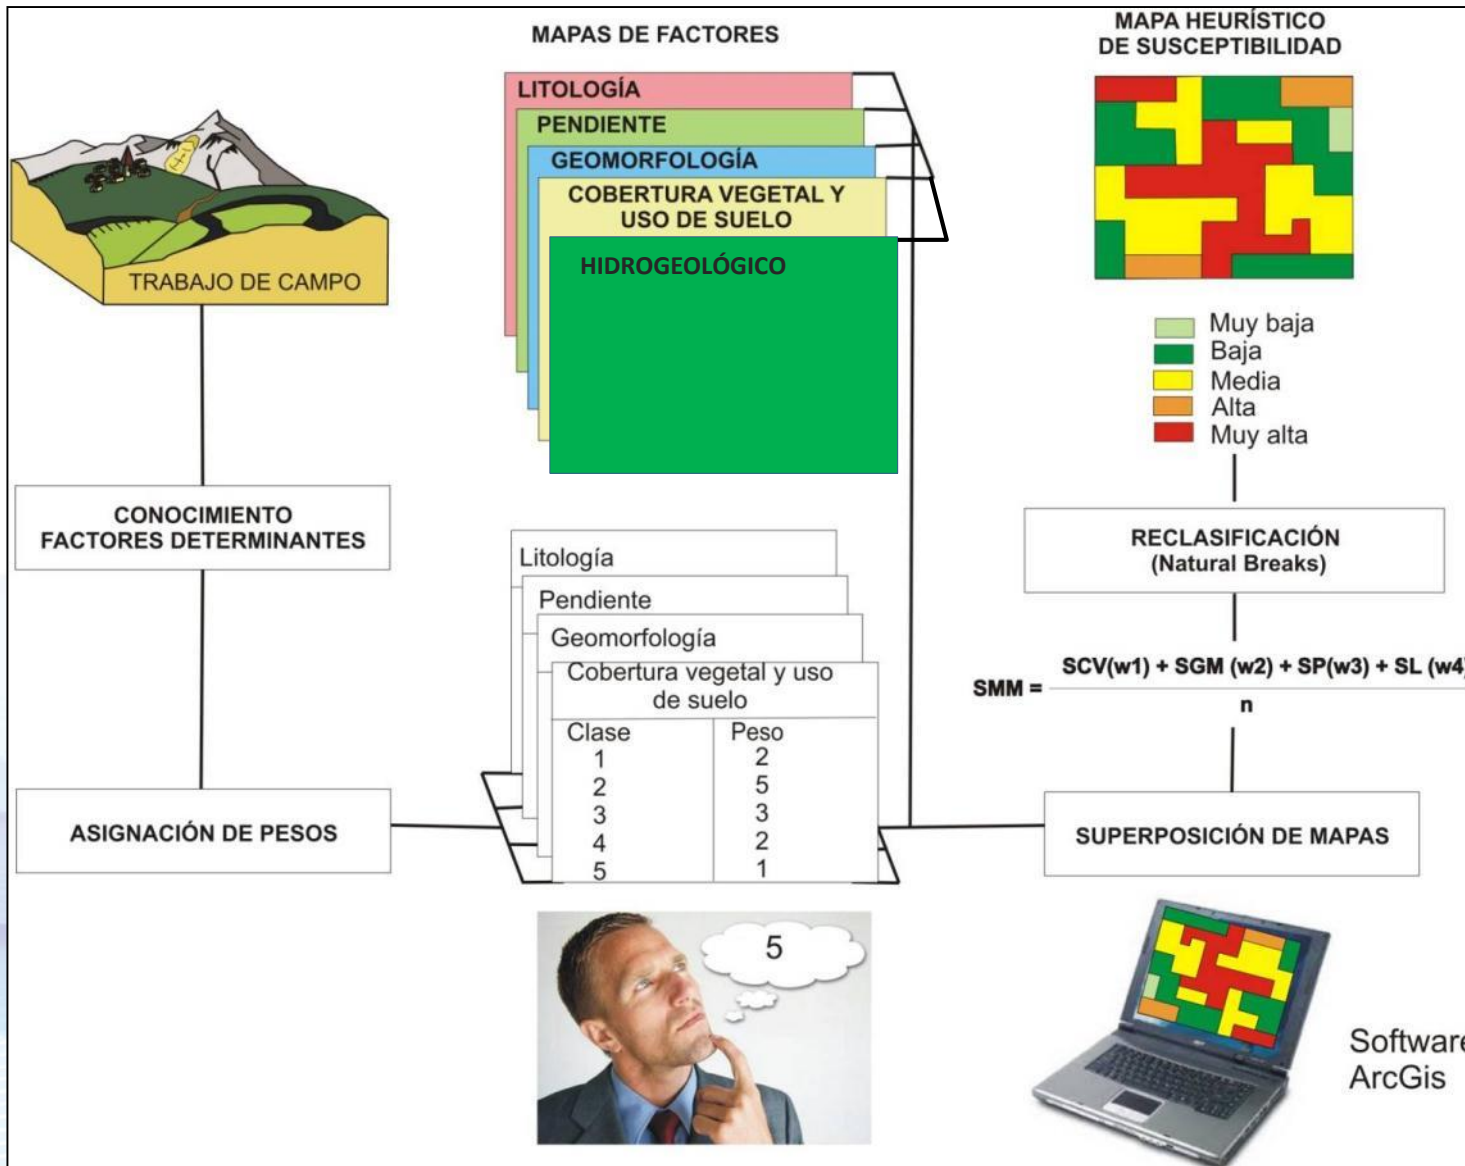 MAPAS DE FACTORES
LITOLOGÍA
PENDIENTE
GEOMORFOLOGÍA
COBERTURA VEGETAL Y
USO DE SUELO
HIDROGEOLÓGICO
TRABAJO DE CAMPO
CONOCIMIENTO
FACTORES DETERMINANTES
ASIGNACIÓN DE PESOS
Litología
Pendiente
Geomorfología
Cobertura vegetal y uso
de suelo
Clase Peso
1 2
2 5
3 3
4 2
5 1
5
MAPA HEURÍSTICO
DE SUSCEPTIBILIDAD
Muy baja
Baja
Media
Alta
Muy alta
RECLASIFICACIÓN
(Natural Breaks)
SCV(w1) + SGM (w2) + SP(w3) + SL (w4)
SMM =
n
SUPERPOSICIÓN DE MAPAS
Software
ArcGis